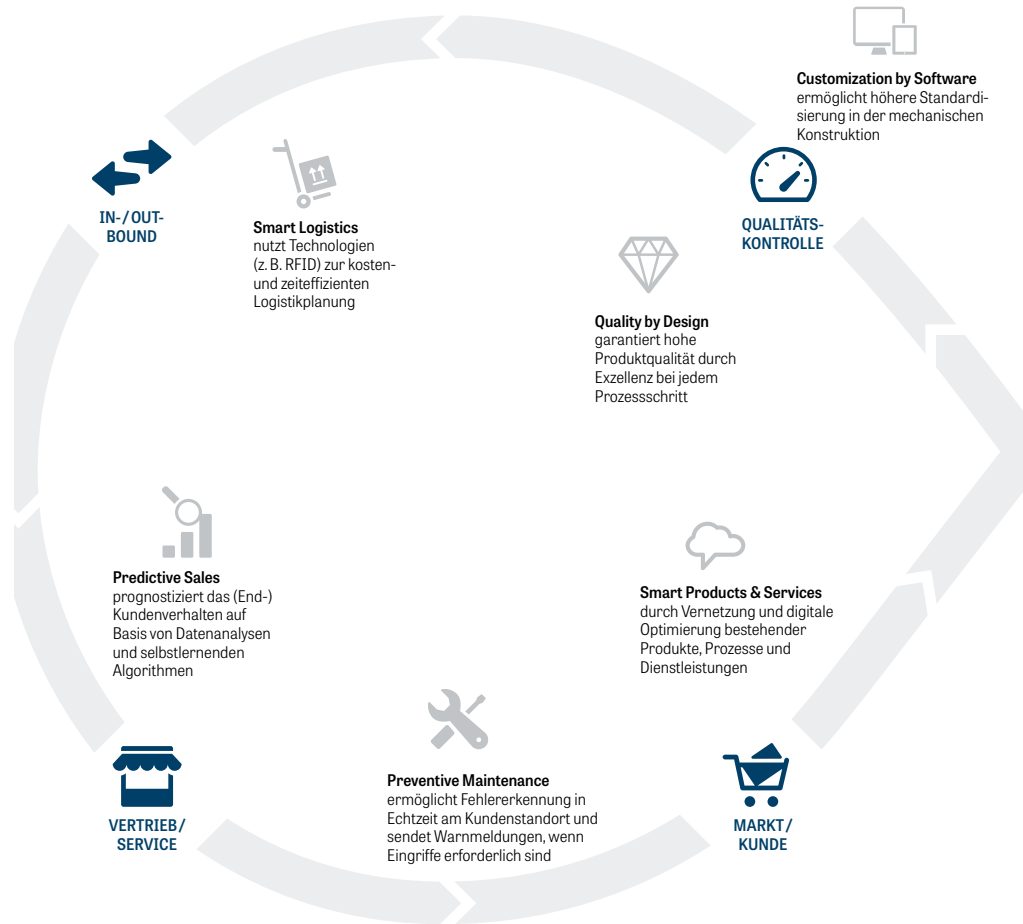 Customization by Software
ermöglicht höhere Standardi-
sierung in der mechanischen
Konstruktion
IN-/OUT-
BOUND
Smart Logistics
nutzt Technologien
(z. B. RFID) zur kosten-
und zeiteffizienten
Logistikplanung
QUALITÄTS-
KONTROLLE
Quality by Design
garantiert hohe
Produktqualität durch
Exzellenz bei jedem
Prozessschritt
Predictive Sales
prognostiziert das (End-)
Kundenverhalten auf
Basis von Datenanalysen
und selbstlernenden
Algorithmen
Smart Products & Services
durch Vernetzung und digitale
Optimierung bestehender
Produkte, Prozesse und
Dienstleistungen
Preventive Maintenance
ermöglicht Fehlererkennung in
Echtzeit am Kundenstandort und
sendet Warnmeldungen, wenn
Eingriffe erforderlich sind
VERTRIEB/
SERVICE
MARKT/
KUNDE